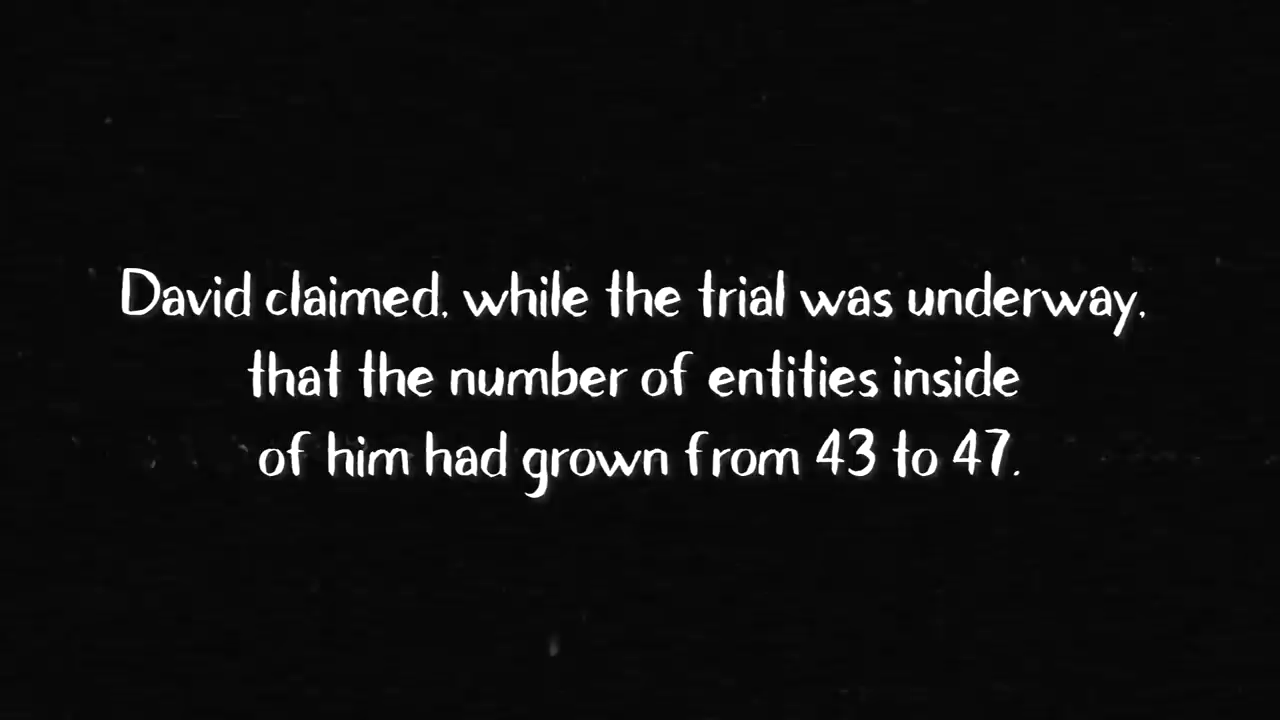 David claimed, while the trial was underway,
that the number of entities inside
of him had grown from 43 to 47.